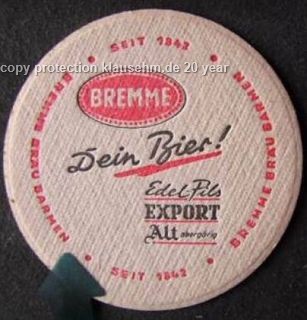 SEIT 1842
copy protection klausehm.de 20 year
BREMME
Dein Bier!
Edel Pils
EXPORT
Alt obergärig
BREMME BRÄU BARMEN
BREMME BRÄU BARMEN
SEIT 1842